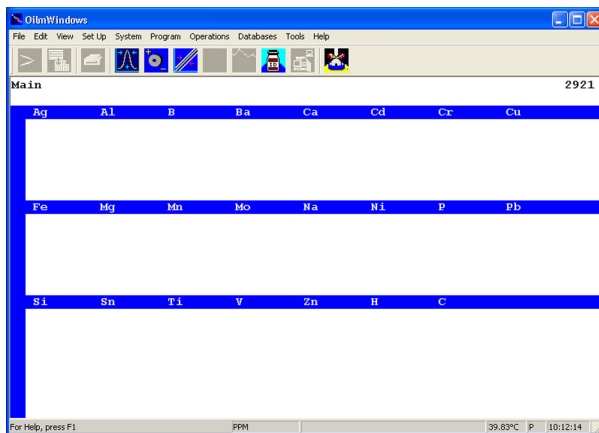 OilmWindows
File Edit View Set Up System Program Operations Databases Tools Help
Main 2921
Ag Al B Ba Ca Cd Cr Cu
Fe Mg Mn Mo Na Ni P Pb
Si Sn Ti V Zn H C
For Help, press F1 PPM 39.83°C P 10:12:14